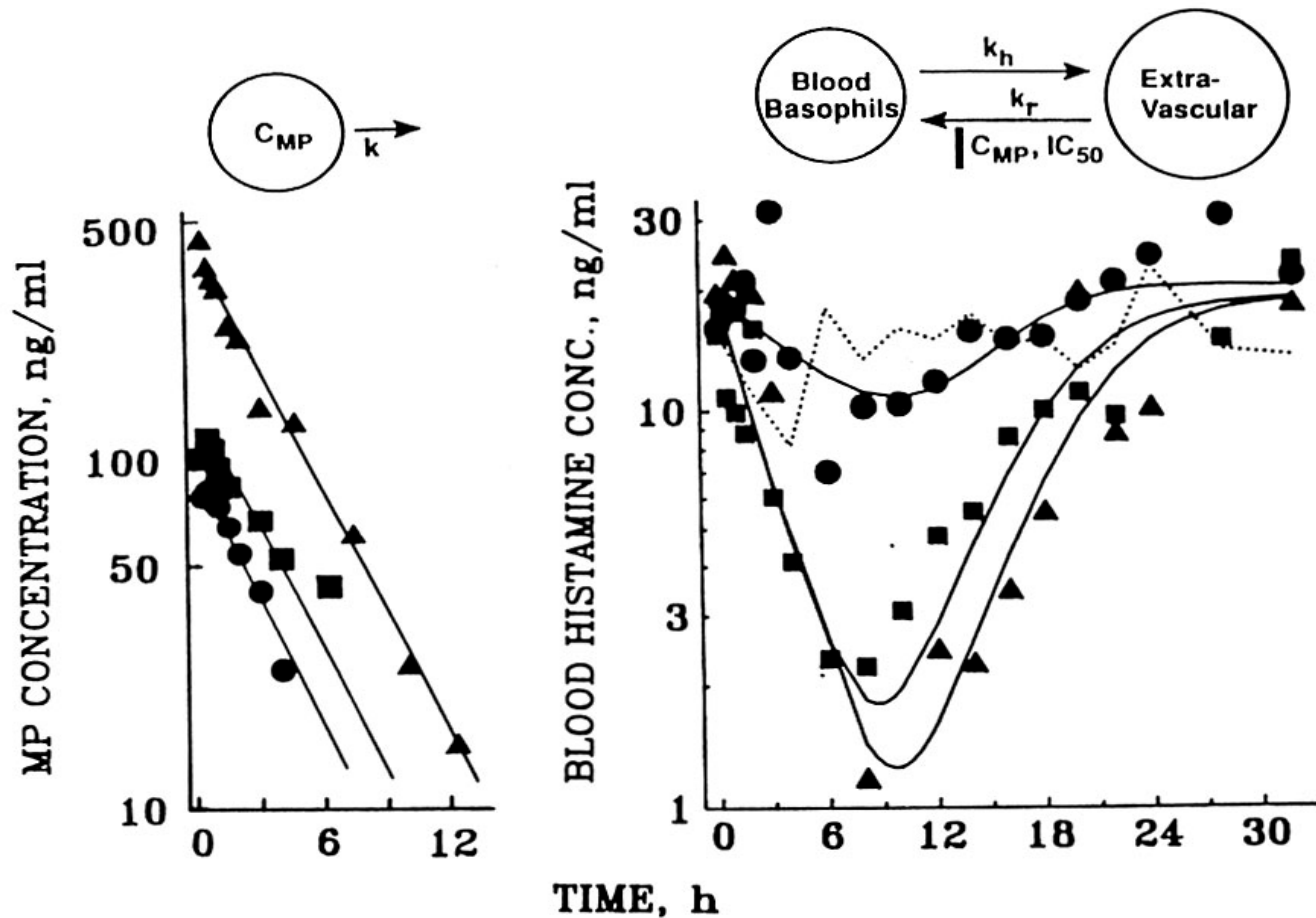 C_MP
k
Blood
Basophils
k_h
k_r
C_MP, IC_50
Extra-
Vascular
MP CONCENTRATION, ng/ml
500
100
50
10
0 6 12
BLOOD HISTAMINE CONC., ng/ml
30
10
3
1
0 6 12 18 24 30
TIME, h